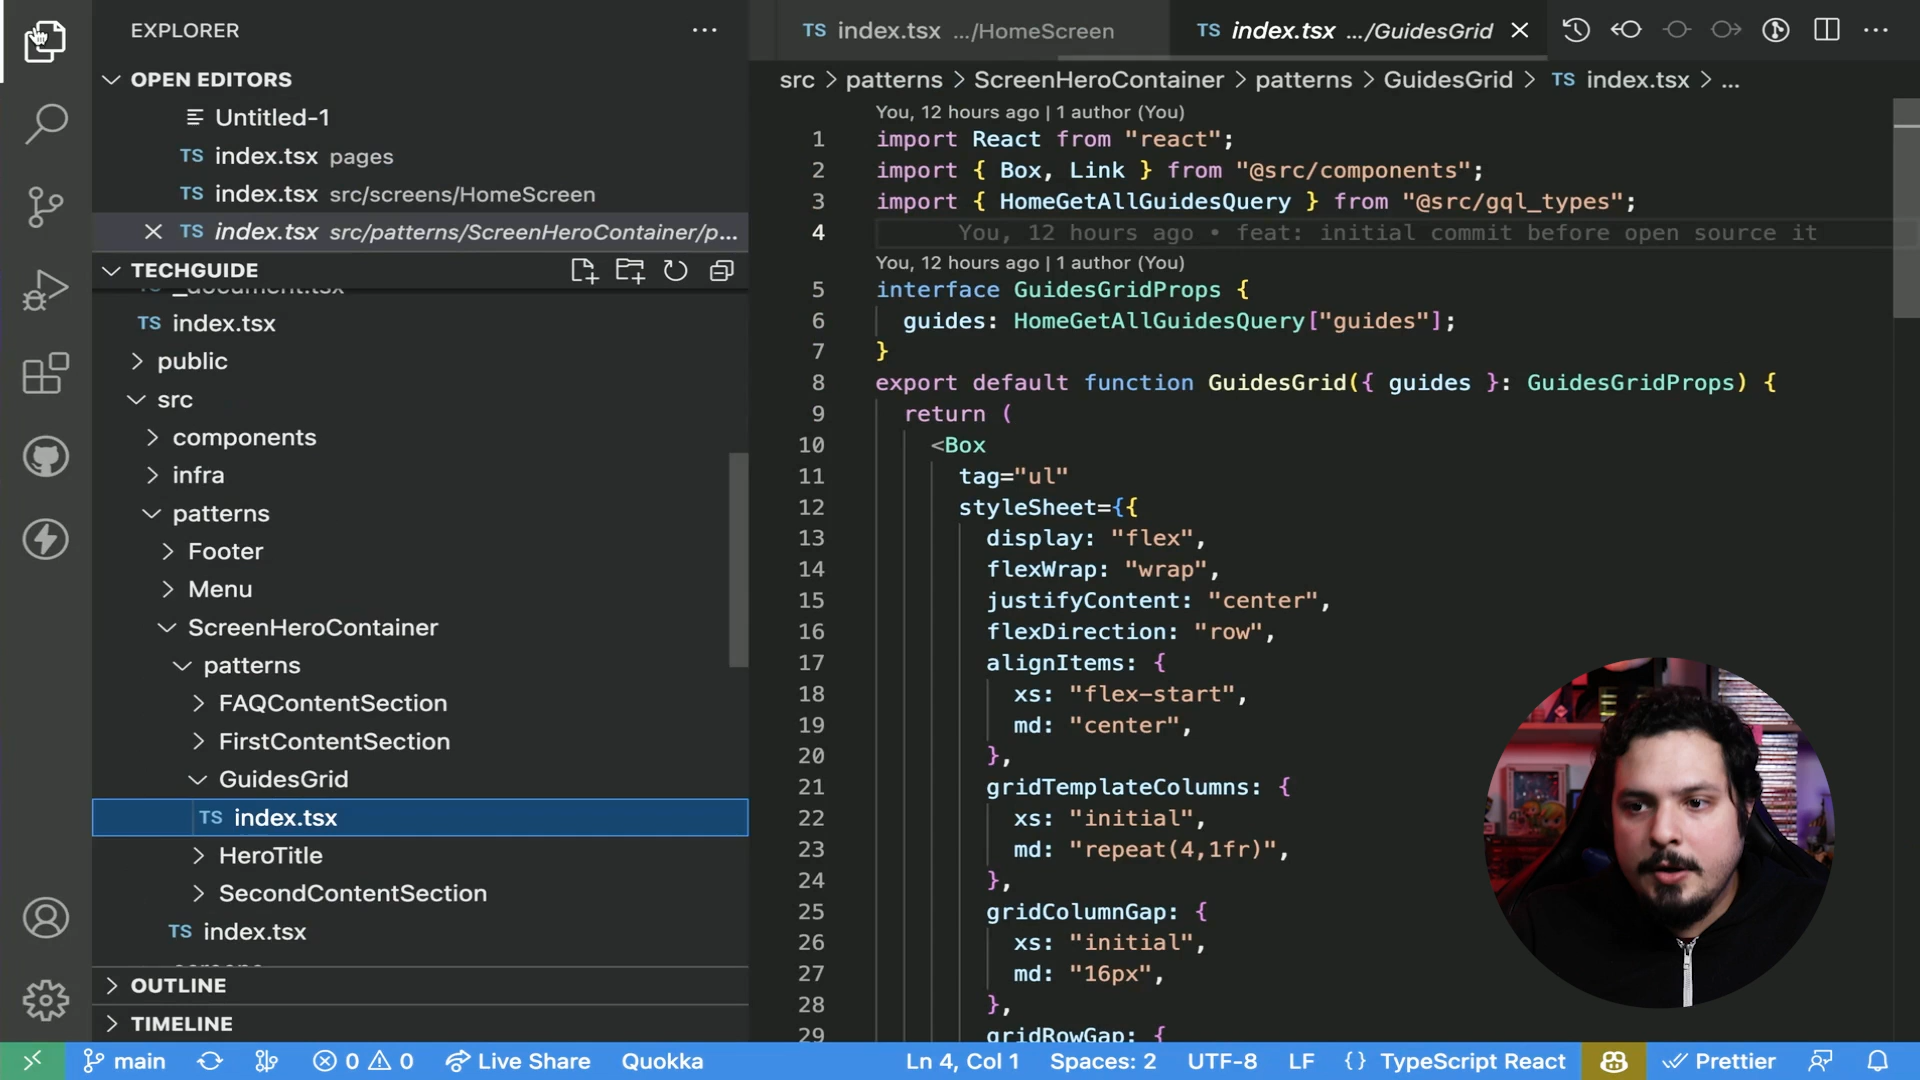 EXPLORER
OPEN EDITORS
Untitled-1
TS index.tsx pages
TS index.tsx src/screens/HomeScreen
TS index.tsx src/patterns/ScreenHeroContainer/p...
TECHGUIDE
_document.tsx
TS index.tsx
public
src
components
infra
patterns
Footer
Menu
ScreenHeroContainer
patterns
FAQContentSection
FirstContentSection
GuidesGrid
TS index.tsx
HeroTitle
SecondContentSection
TS index.tsx
OUTLINE
TIMELINE
TS index.tsx .../HomeScreen
TS index.tsx .../GuidesGrid
src > patterns > ScreenHeroContainer > patterns > GuidesGrid > TS index.tsx > ...
You, 12 hours ago | 1 author (You)
1 import React from "react";
2 import { Box, Link } from "@src/components";
3 import { HomeGetAllGuidesQuery } from "@src/gql_types";
4 You, 12 hours ago • feat: initial commit before open source it
You, 12 hours ago | 1 author (You)
5 interface GuidesGridProps {
6 guides: HomeGetAllGuidesQuery["guides"];
7 }
8 export default function GuidesGrid({ guides }: GuidesGridProps) {
9 return (
10 <Box
11 tag="ul"
12 styleSheet={{
13 display: "flex",
14 flexWrap: "wrap",
15 justifyContent: "center",
16 flexDirection: "row",
17 alignItems: {
18 xs: "flex-start",
19 md: "center",
20 },
21 gridTemplateColumns: {
22 xs: "initial",
23 md: "repeat(4,1fr)",
24 },
25 gridColumnGap: {
26 xs: "initial",
27 md: "16px",
28 },
29 gridRowGap: {
main 0 0 Live Share Quokka Ln 4, Col 1 Spaces: 2 UTF-8 LF {} TypeScript React Prettier